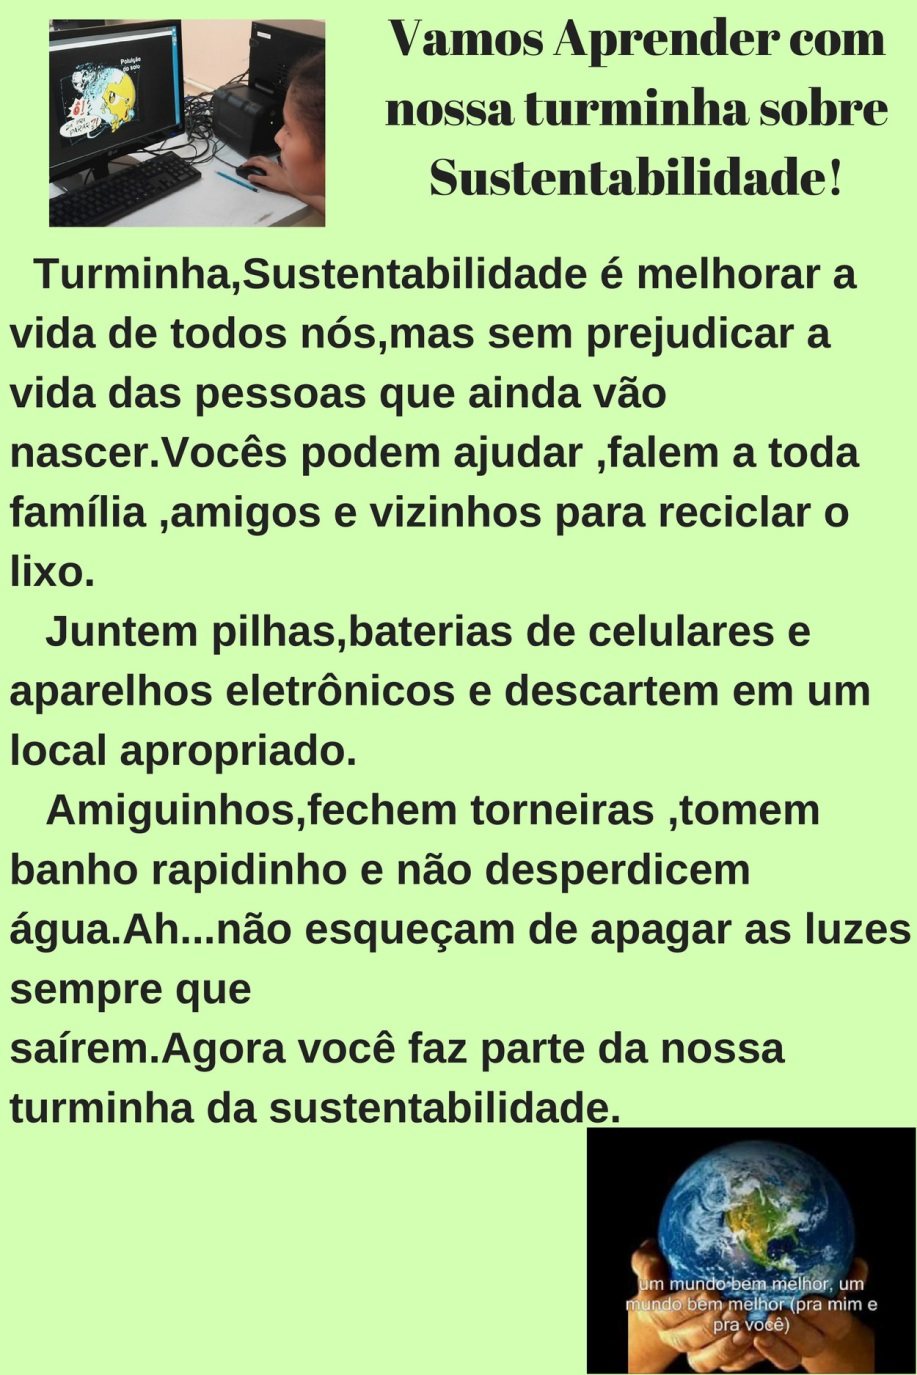 Poluição
do solo
Vamos Aprender com
nossa turminha sobre
Sustentabilidade!
Turminha,Sustentabilidade é melhorar a
vida de todos nós,mas sem prejudicar a
vida das pessoas que ainda vão
nascer.Vocês podem ajudar ,falem a toda
família ,amigos e vizinhos para reciclar o
lixo.
Juntem pilhas,baterias de celulares e
aparelhos eletrônicos e descartem em um
local apropriado.
Amiguinhos,fechem torneiras ,tomem
banho rapidinho e não desperdicem
água.Ah...não esqueçam de apagar as luzes
sempre que
saírem.Agora você faz parte da nossa
turminha da sustentabilidade.
um mundo bem melhor, um
mundo bem melhor (pra mim e
pra você)